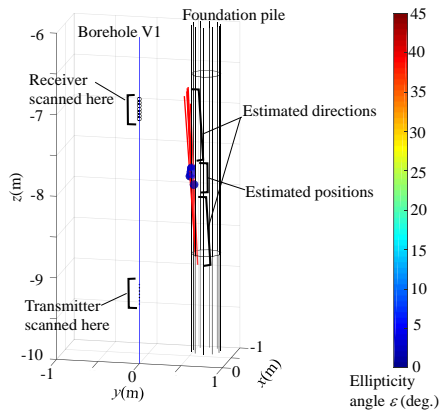 Foundation pile
Borehole V1
Receiver
scanned here
Estimated directions
Estimated positions
Transmitter
scanned here
z(m)
-6
-7
-8
-9
-10
-1
0
1
y(m)
0
-1
x(m)
45
40
35
30
25
20
15
10
5
0
Ellipticity
angle ε (deg.)